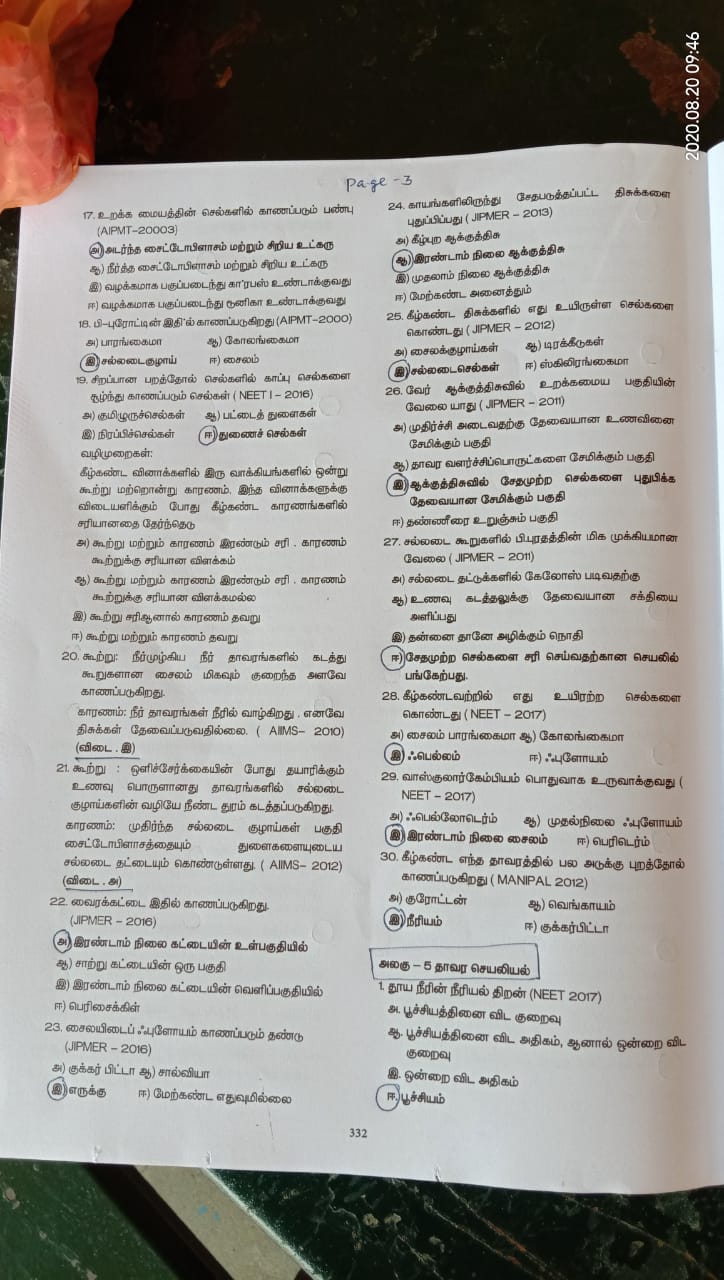 2020.08.20 09:46
page -3
17. உறக்க மையத்தின் செல்களில் காணப்படும் பண்பு
(AIPMT-20003)
அ) அடர்ந்த சைட்டோபிளாசம் மற்றும் சிறிய உட்கரு
ஆ) நீர்த்த சைட்டோபிளாசம் மற்றும் சிறிய உட்கரு
இ) வழக்கமாக பகுப்படைந்து கார்பஸ் உண்டாக்குவது
ஈ) வழக்கமாக பகுப்படைந்து டூனிகா உண்டாக்குவது
18. பி-புரோட்டின் இதில் காணப்படுகிறது (AIPMT-2000)
அ) பாரங்கைமா ஆ) கோலங்கைமா
இ) சல்லடைகுழாய் ஈ) சைலம்
19. சிறப்பான பறத்தோல் செல்களில் காப்பு செல்களை
சூழ்ந்து காணப்படும் செல்கள் ( NEET I - 2016)
அ) குமிழுருச்செல்கள் ஆ) பட்டைத் துளைகள்
இ) நிரப்பிச்செல்கள் ஈ) துணைச் செல்கள்
வழிமுறைகள்:
கீழ்கண்ட வினாக்களில் இரு வாக்கியங்களில் ஒன்று
கூற்று மற்றொன்று காரணம். இந்த வினாக்களுக்கு
விடையளிக்கும் போது கீழ்கண்ட காரணங்களில்
சரியானதை தேர்ந்தெடு
அ) கூற்று மற்றும் காரணம் இரண்டும் சரி . காரணம்
கூற்றுக்கு சரியான விளக்கம்
ஆ) கூற்று மற்றும் காரணம் இரண்டும் சரி . காரணம்
கூற்றுக்கு சரியான விளக்கமல்ல
இ) கூற்று சரிஆனால் காரணம் தவறு
ஈ) கூற்று மற்றும் காரணம் தவறு
20. கூற்று: நீர்முழ்கிய நீர் தாவரங்களில் கடத்து
கூறுகளான சைலம் மிகவும் குறைந்த அளவே
காணப்படுகிறது.
காரணம்: நீர் தாவரங்கள் நீரில் வாழ்கிறது . எனவே
திசுக்கள் தேவைப்படுவதில்லை. ( AIIMS- 2010)
(விடை . இ)
21. கூற்று : ஒளிச்சேர்க்கையின் போது தயாரிக்கும்
உணவு பொருளானது தாவரங்களில் சல்லடை
குழாய்களின் வழியே நீண்ட துரம் கடத்தப்படுகிறது.
காரணம்: முதிர்ந்த சல்லடை குழாய்கள் பகுதி
சைட்டோபிளாசத்தையும் துளைகளையுடைய
சல்லடை தட்டையும் கொண்டுள்ளது. ( AIIMS- 2012)
(விடை . அ)
22. வைரக்கட்டை இதில் காணப்படுகிறது.
(JIPMER - 2016)
அ) இரண்டாம் நிலை கட்டையின் உள்பகுதியில்
ஆ) சாற்று கட்டையின் ஒரு பகுதி
இ) இரண்டாம் நிலை கட்டையின் வெளிப்பகுதியில்
ஈ) பெரிசைக்கிள்
23. சைலயிடைப் ஃபுளோயம் காணப்படும் தண்டு
(JIPMER - 2016)
அ) குக்கர் பிட்டா ஆ) சால்வியா
இ) எருக்கு ஈ) மேற்கண்ட எதுவுமில்லை
24. காயங்களிலிருந்து சேதபடுத்தப்பட்ட திசுக்களை
புதுப்பிப்பது ( JIPMER - 2013)
அ) கீழ்புற ஆக்குத்திசு
ஆ) இரண்டாம் நிலை ஆக்குத்திசு
இ) முதலாம் நிலை ஆக்குத்திசு
ஈ) மேற்கண்ட அனைத்தும்
25. கீழ்கண்ட திசுக்களில் எது உயிருள்ள செல்களை
கொண்டது ( JIPMER - 2012)
அ) சைலக்குழாய்கள் ஆ) டிரக்கீடுகள்
இ) சல்லடைசெல்கள் ஈ) ஸ்கிலிரங்கைமா
26. வேர் ஆக்குத்திசுவில் உறக்கமைய பகுதியின்
வேலை யாது ( JIPMER - 2011)
அ) முதிர்ச்சி அடைவதற்கு தேவையான உணவினை
சேமிக்கும் பகுதி
ஆ) தாவர வளர்ச்சிப்பொருட்களை சேமிக்கும் பகுதி
இ) ஆக்குத்திசுவில் சேதமுற்ற செல்களை புதுபிக்க
தேவையான சேமிக்கும் பகுதி
ஈ) தண்ணீரை உறுஞ்சும் பகுதி
27. சல்லடை கூறுகளில் பிபுரதத்தின் மிக முக்கியமான
வேலை ( JIPMER - 2011)
அ) சல்லடை தட்டுக்களில் கேலோஸ் படிவதற்கு
ஆ) உணவு கடத்தலுக்கு தேவையான சக்தியை
அளிப்பது
இ) தன்னை தானே அழிக்கும் நொதி
ஈ) சேதமுற்ற செல்களை சரி செய்வதற்கான செயலில்
பங்கேற்பது.
28. கீழ்கண்டவற்றில் எது உயிரற்ற செல்களை
கொண்டது ( NEET - 2017)
அ) சைலம் பாரங்கைமா ஆ) கோலங்கைமா
இ) ஃபெல்லம் ஈ) ஃபுளோயம்
29. வாஸ்குலார்கேம்பியம் பொதுவாக உருவாக்குவது (
NEET - 2017)
அ) ஃபெல்லோடெர்ம் ஆ) முதல்நிலை ஃபுளோயம்
இ) இரண்டாம் நிலை சைலம் ஈ) பெரிடெர்ம்
30. கீழ்கண்ட எந்த தாவரத்தில் பல அடுக்கு புறத்தோல்
காணப்படுகிறது ( MANIPAL 2012)
அ) குரோட்டன் ஆ) வெங்காயம்
இ) நீரியம் ஈ) குக்கர்பிட்டா
அலகு - 5 தாவர செயலியல்
1. தூய நீரின் நீரியல் திறன் (NEET 2017)
அ. பூச்சியத்தினை விட குறைவு
ஆ. பூச்சியத்தினை விட அதிகம், ஆனால் ஒன்றை விட
குறைவு
இ. ஒன்றை விட அதிகம்
ஈ. பூச்சியம்
332